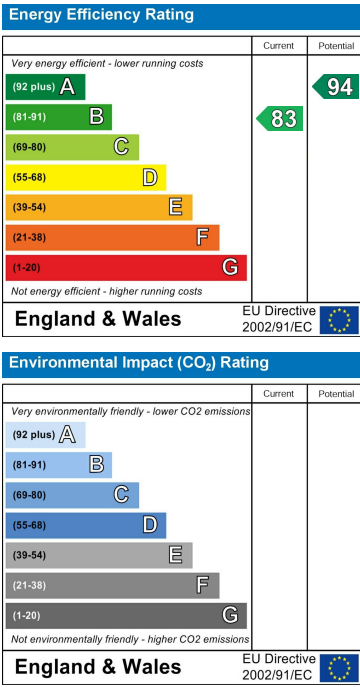 Energy Efficiency Rating
Current Potential
Very energy efficient - lower running costs
(92 plus) A 94
(81-91) B 83
(69-80) C
(55-68) D
(39-54) E
(21-38) F
(1-20) G
Not energy efficient - higher running costs
England & Wales
EU Directive
2002/91/EC
Environmental Impact (CO₂) Rating
Current Potential
Very environmentally friendly - lower CO2 emissions
(92 plus) A
(81-91) B
(69-80) C
(55-68) D
(39-54) E
(21-38) F
(1-20) G
Not environmentally friendly - higher CO2 emissions
England & Wales
EU Directive
2002/91/EC